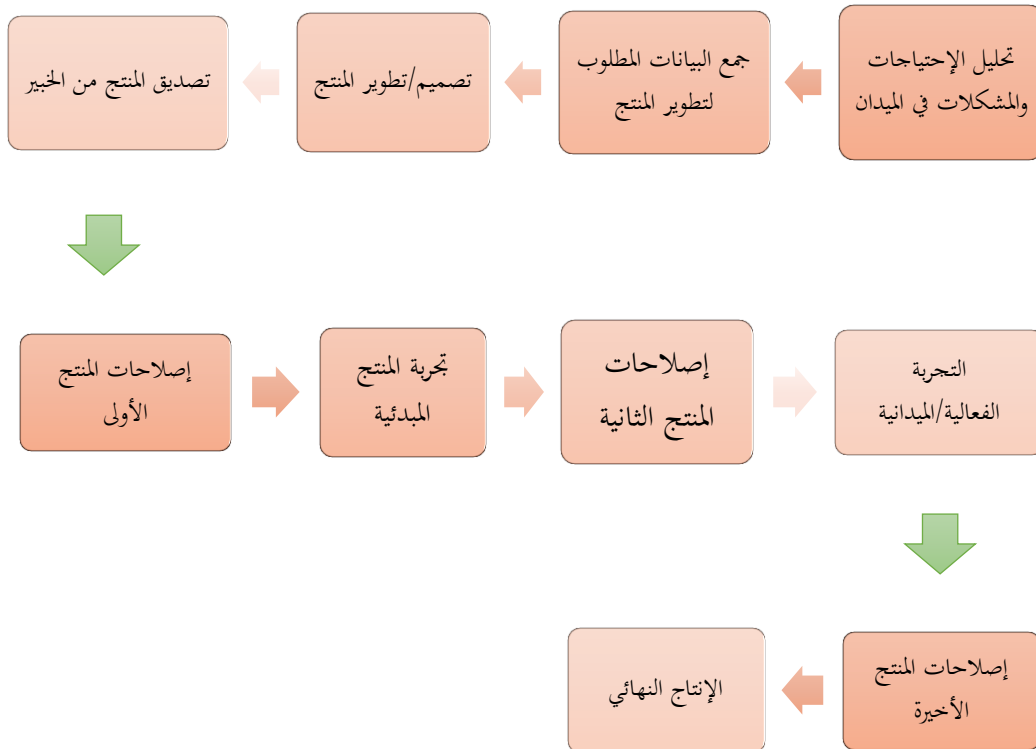 تحليل الإحتياجات
والمشكلات في الميدان
جمع البيانات المطلوب
لتطوير المنتج
تصميم/تطوير المنتج
تصديق المنتج من الخبير
إصلاحات المنتج
الأولى
تجربة المنتج
المبدئية
إصلاحات
المنتج الثانية
التجربة
الفعالية/الميدانية
إصلاحات المنتج
الأخيرة
الإنتاج النهائي